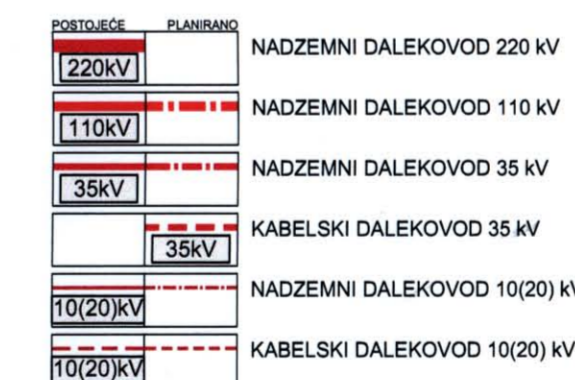 POSTOJEĆE PLANIRANO
220kV NADZEMNI DALEKOVOD 220 kV
110kV NADZEMNI DALEKOVOD 110 kV
35kV NADZEMNI DALEKOVOD 35 kV
35kV KABELSKI DALEKOVOD 35 kV
10(20)kV NADZEMNI DALEKOVOD 10(20) kV
10(20)kV KABELSKI DALEKOVOD 10(20) kV